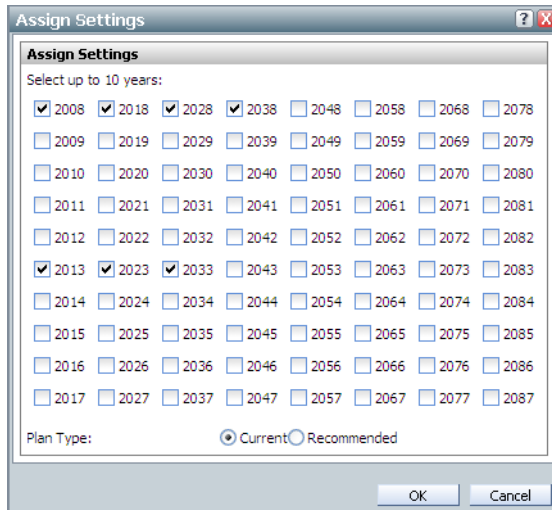 Assign Settings
Assign Settings
Select up to 10 years:
2008 2018 2028 2038 2048 2058 2068 2078
2009 2019 2029 2039 2049 2059 2069 2079
2010 2020 2030 2040 2050 2060 2070 2080
2011 2021 2031 2041 2051 2061 2071 2081
2012 2022 2032 2042 2052 2062 2072 2082
2013 2023 2033 2043 2053 2063 2073 2083
2014 2024 2034 2044 2054 2064 2074 2084
2015 2025 2035 2045 2055 2065 2075 2085
2016 2026 2036 2046 2056 2066 2076 2086
2017 2027 2037 2047 2057 2067 2077 2087
Plan Type: Current Recommended
OK Cancel